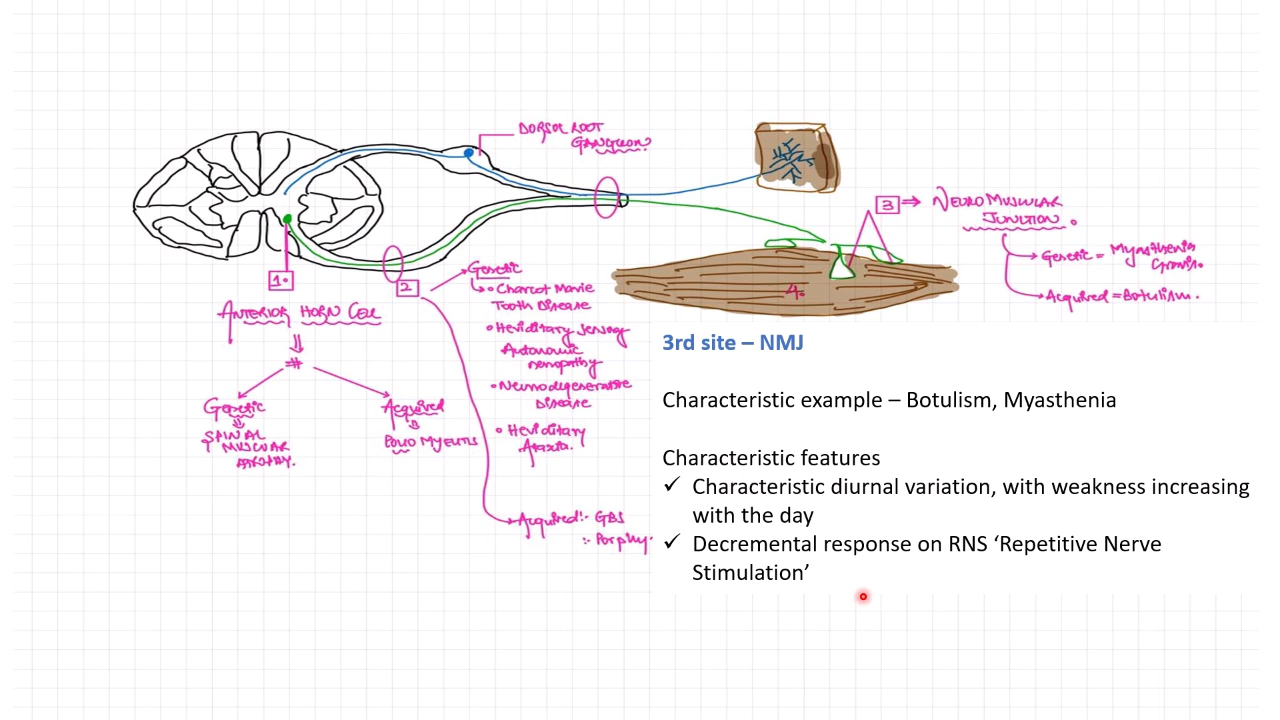 DORSAL ROOT
GANGLION
3 ⇒ NEURO MUSCULAR
JUNCTION.
Genetic = Myasthenia
Gravis.
Acquired = Botulism.
4.
1.
ANTERIOR HORN CELL
#
Genetic
SPINAL
MUSCULAR
ATROPHY.
Acquired
POLIO MYELITIS
2
Genetic
• Charcot Marie
Tooth Disease
• Hereditary Sensory
Autonomic
neuropathy
• Neurodegenerative
Disease
• Hereditary
Ataxia.
Acquired:- GBS
:- Porphy
3rd site – NMJ
Characteristic example – Botulism, Myasthenia
Characteristic features
✓ Characteristic diurnal variation, with weakness increasing
with the day
✓ Decremental response on RNS ‘Repetitive Nerve
Stimulation’